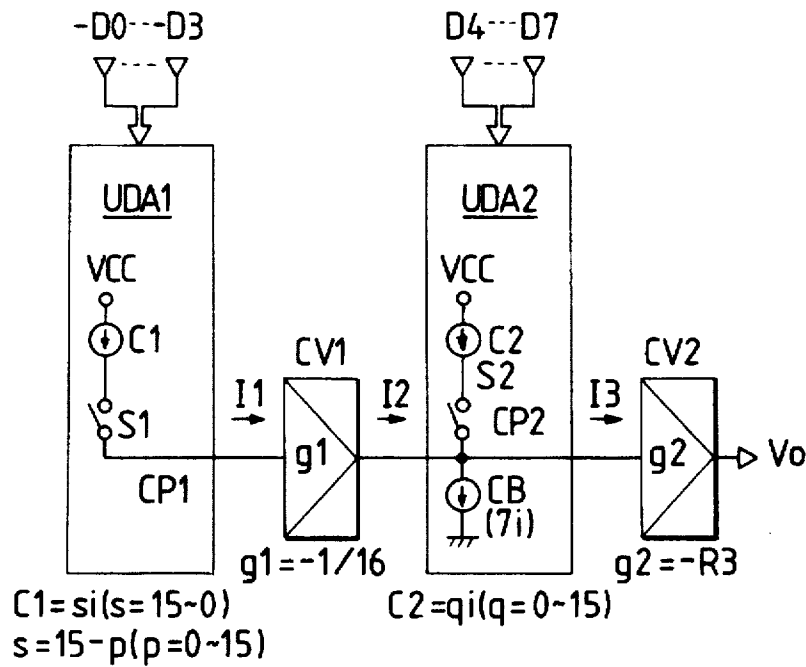 -D0---D3
D4---D7
UDA1
UDA2
VCC
VCC
C1
C2
CV1
S2
CV2
I1
I2
I3
S1
CP2
g1
g2
Vo
CP1
CB
(7i)
g1=-1/16
g2=-R3
C1=si(s=15~0)
C2=qi(q=0~15)
s=15-p(p=0~15)